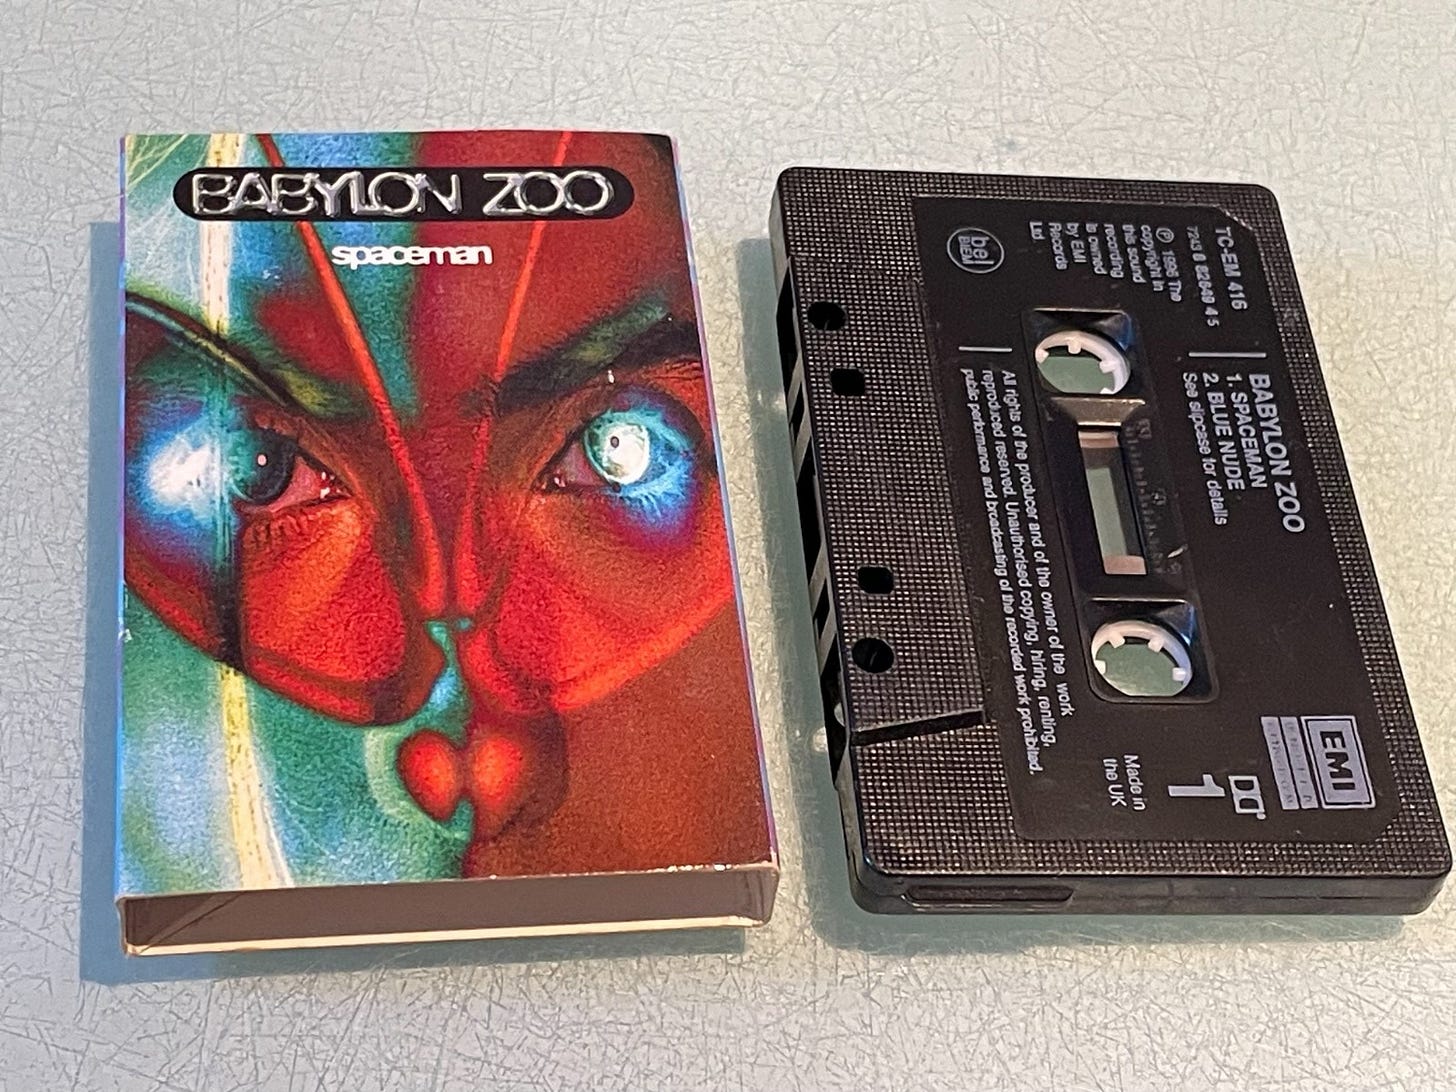 BABYLON ZOO
spaceman
TC-EM 416
7243 8 82649 4 5
℗ 1996 The
copyright in
this sound
recording
is owned
by EMI
Records
Ltd
bel
BIEM
BABYLON ZOO
1. SPACEMAN
2. BLUE NUDE
See slipcase for details
All rights of the producer and of the owner of the work
reproduced reserved. Unauthorised copying, hiring, renting,
public performance and broadcasting of the recorded work prohibited.
EMI
1
Made in
the UK